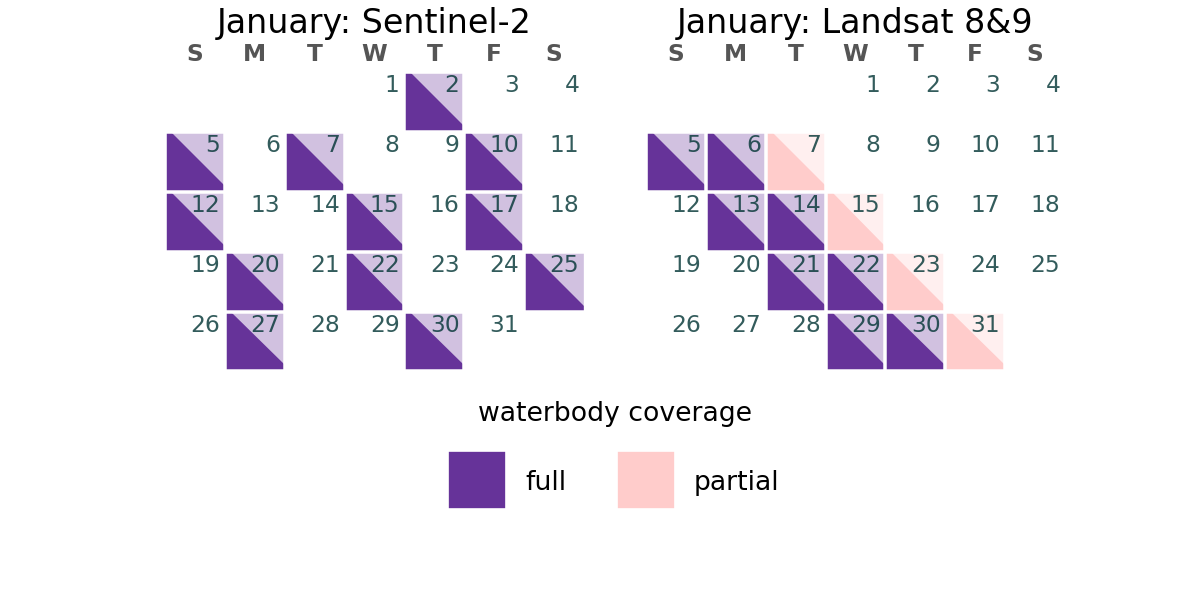 January: Sentinel-2
S M T W T F S
1 2 3 4
5 6 7 8 9 10 11
12 13 14 15 16 17 18
19 20 21 22 23 24 25
26 27 28 29 30 31
January: Landsat 8&9
S M T W T F S
1 2 3 4
5 6 7 8 9 10 11
12 13 14 15 16 17 18
19 20 21 22 23 24 25
26 27 28 29 30 31
waterbody coverage
full
partial